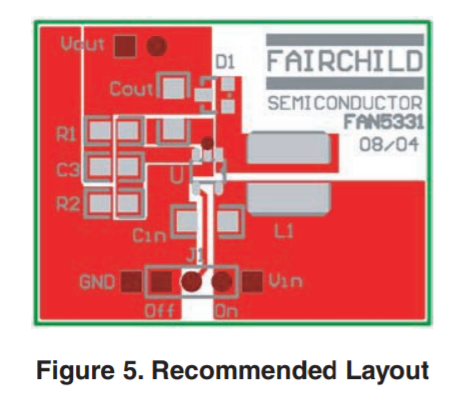 Vout
D1
FAIRCHILD
Cout
SEMICONDUCTOR
FAN5331
R1
08/04
C3
U
R2
Cin
L1
J1
GND
Vin
Off
On
Figure 5. Recommended Layout